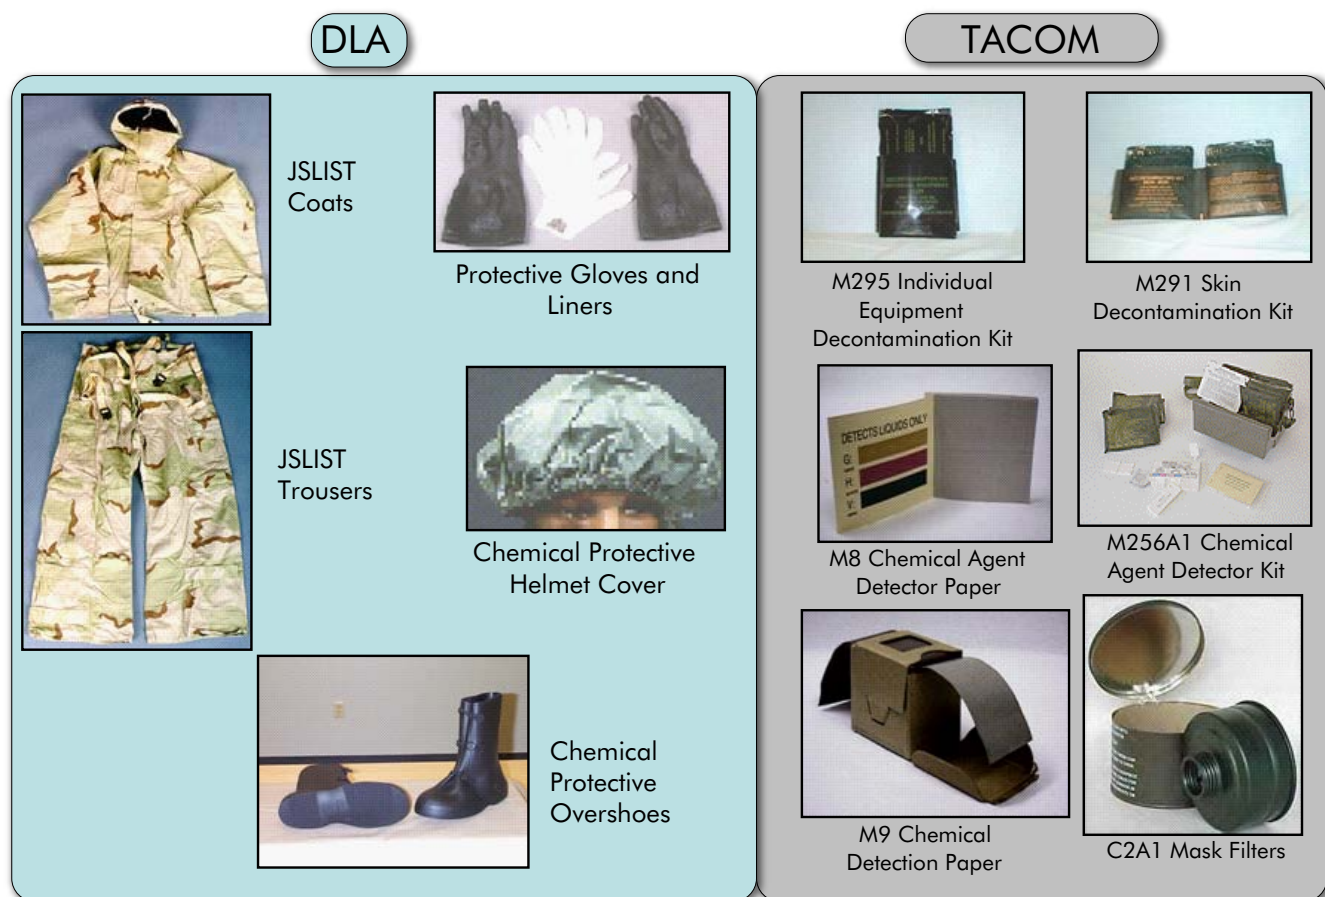 DLA
TACOM
JSLIST
Coats
Protective Gloves and
Liners
JSLIST
Trousers
Chemical Protective
Helmet Cover
Chemical
Protective
Overshoes
M295 Individual
Equipment
Decontamination Kit
M291 Skin
Decontamination Kit
DETECTS LIQUIDS ONLY
G:
H:
V:
M8 Chemical Agent
Detector Paper
M256A1 Chemical
Agent Detector Kit
M9 Chemical
Detection Paper
C2A1 Mask Filters